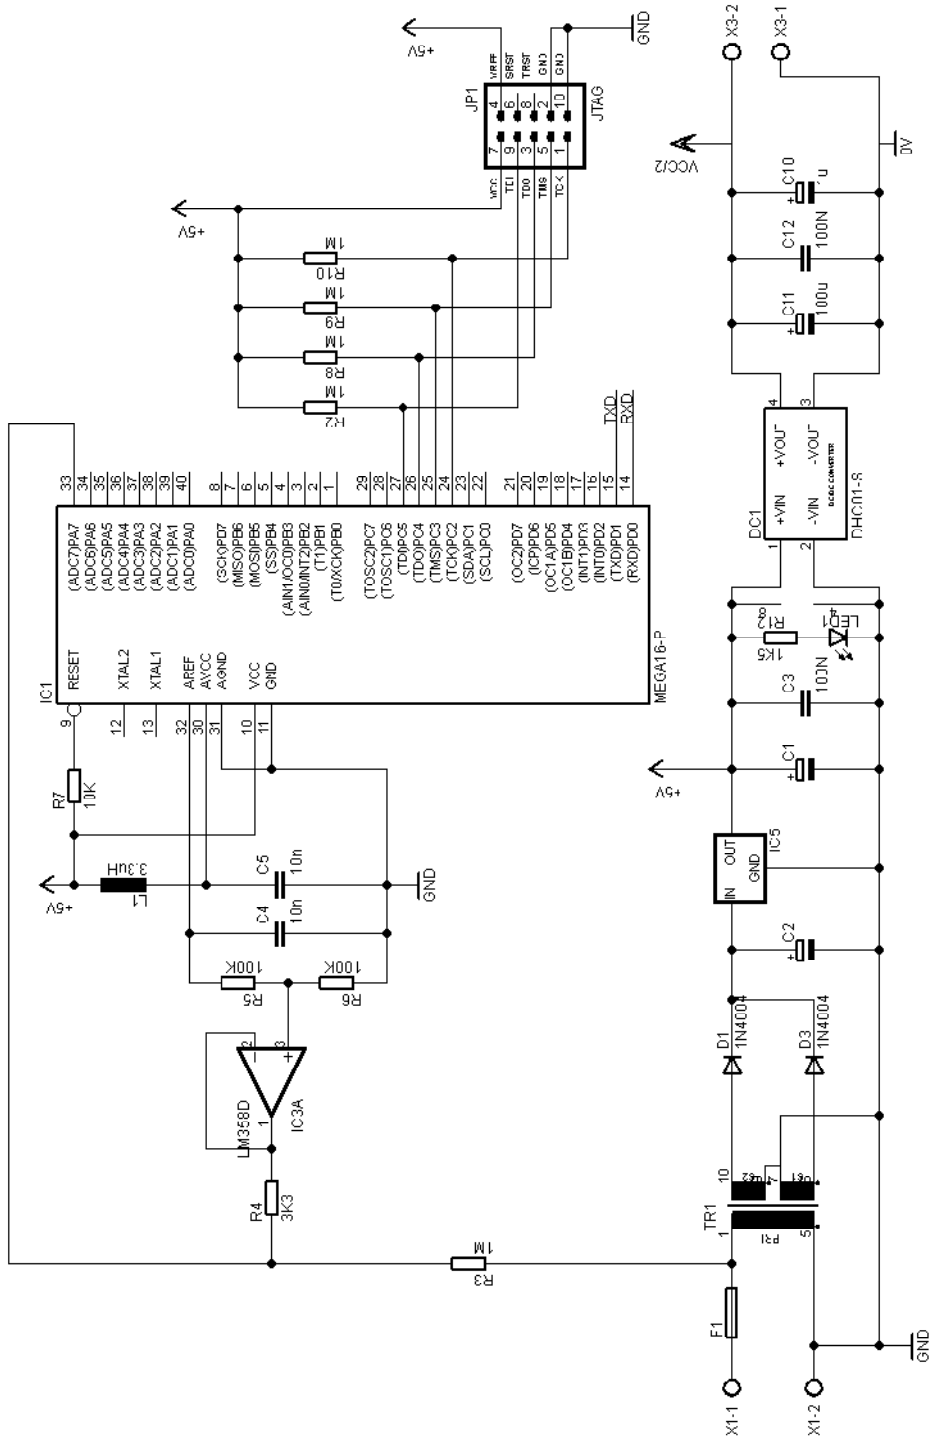 GND
+5V
X3-2
X3-1
VREF
SRST
TRST
GND
GND
JP1
4
6
8
2
10
JTAG
7
9
3
5
1
VCC
TDI
TDO
TMS
TCK
VCC/2
0V
+5V
1M
R10
1M
R9
1M
R8
1M
R2
C10
C12
100N
C11
100u
TXD
RXD
33
34
35
36
37
38
39
40
8
7
6
5
4
3
2
1
29
28
27
26
25
24
23
22
21
20
19
18
17
16
15
14
(ADC7)PA7
(ADC6)PA6
(ADC5)PA5
(ADC4)PA4
(ADC3)PA3
(ADC2)PA2
(ADC1)PA1
(ADC0)PA0
(SCK)PD7
(MISO)PB6
(MOSI)PB5
(SS)PB4
(AIN1/OC0)PB3
(AIN0/INT2)PB2
(T1)PB1
(T0/XCK)PB0
(TOSC2)PC7
(TOSC1)PC6
(TDI)PC5
(TDO)PC4
(TMS)PC3
(TCK)PC2
(SDA)PC1
(SCL)PC0
(OC2)PD7
(ICP)PD6
(OC1A)PD5
(OC1B)PD4
(INT1)PD3
(INT0)PD2
(TXD)PD1
(RXD)PD0
IC1
RESET
XTAL2
XTAL1
AREF
AVCC
AGND
VCC
GND
MEGA16-P
9
12
13
32
30
31
10
11
4
3
+VOUT
-VOUT
DC/DC CONVERTER
DC1
+VIN
-VIN
1
2
8
4
R12
1K5
LED1
C3
100N
C1
+5V
R7
10K
+5V
3.3uH
L1
C5
10n
C4
10n
GND
OUT
GND
IN
IC5
C2
100K
R5
100K
R6
2
3
1
LM358D
IC3A
D1
1N4004
D3
1N4004
R4
3K3
10
7
TR1
1
5
PRI
1M
R3
F1
X1-1
X1-2
GND